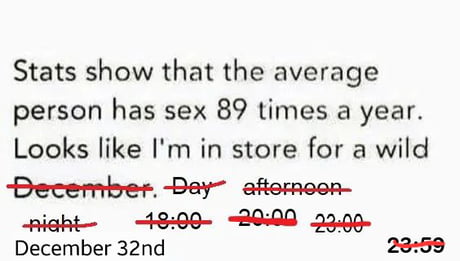 Stats show that the average
person has sex 89 times a year.
Looks like I'm in store for a wild
December. Day afternoon
night 18:00 20:00 23:00
December 32nd 23:59